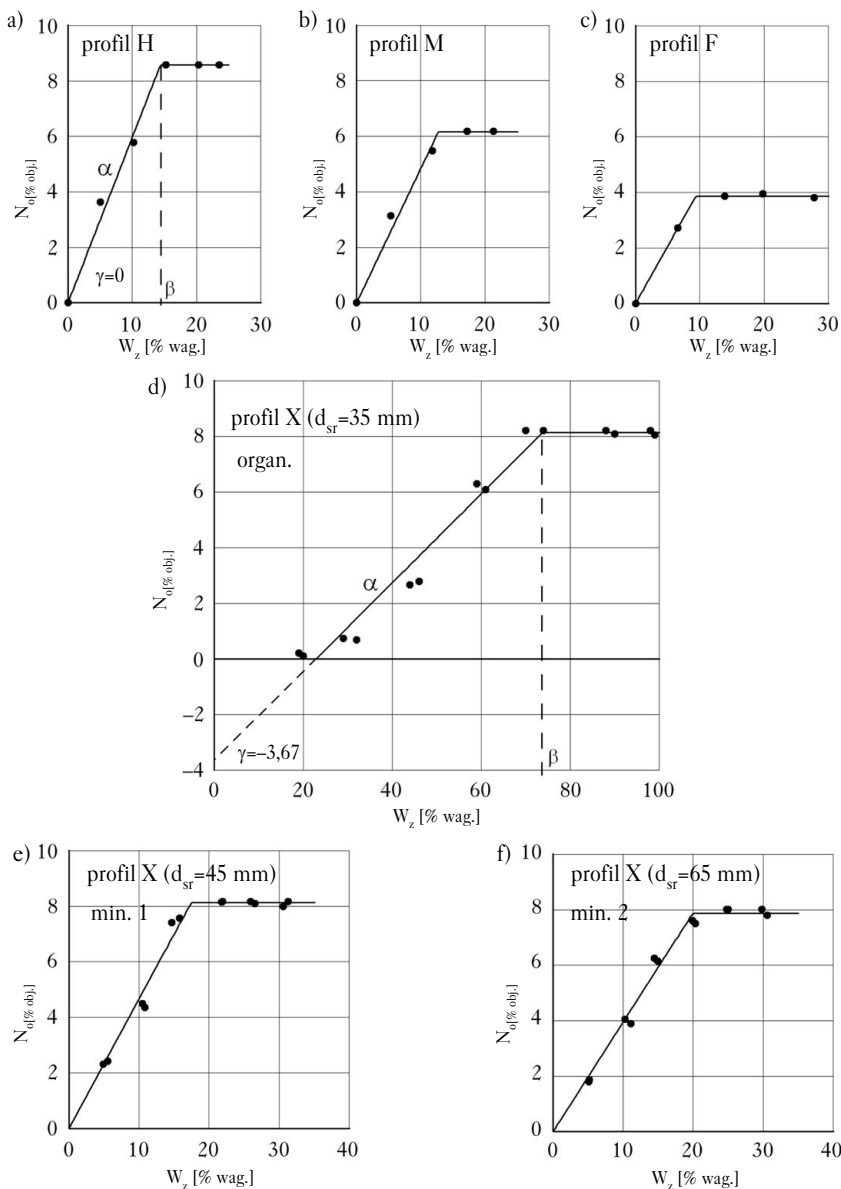 a)
profil H
10
8
6
4
2
0
N_o[% obj.]
α
γ=0
β
0 10 20 30
W_z [% wag.]
b)
profil M
10
8
6
4
2
0
N_o[% obj.]
0 10 20 30
W_z [% wag.]
c)
profil F
10
8
6
4
2
0
N_o[% obj.]
0 10 20 30
W_z [% wag.]
d)
profil X (d_sr=35 mm)
organ.
10
8
6
4
2
0
−2
−4
N_o[% obj.]
α
γ=−3,67
β
20 40 60 80 100
W_z [% wag.]
e)
profil X (d_sr=45 mm)
min. 1
10
8
6
4
2
0
N_o[% obj.]
0 10 20 30 40
W_z [% wag.]
f)
profil X (d_sr=65 mm)
min. 2
10
8
6
4
2
0
N_o[% obj.]
0 10 20 30 40
W_z [% wag.]